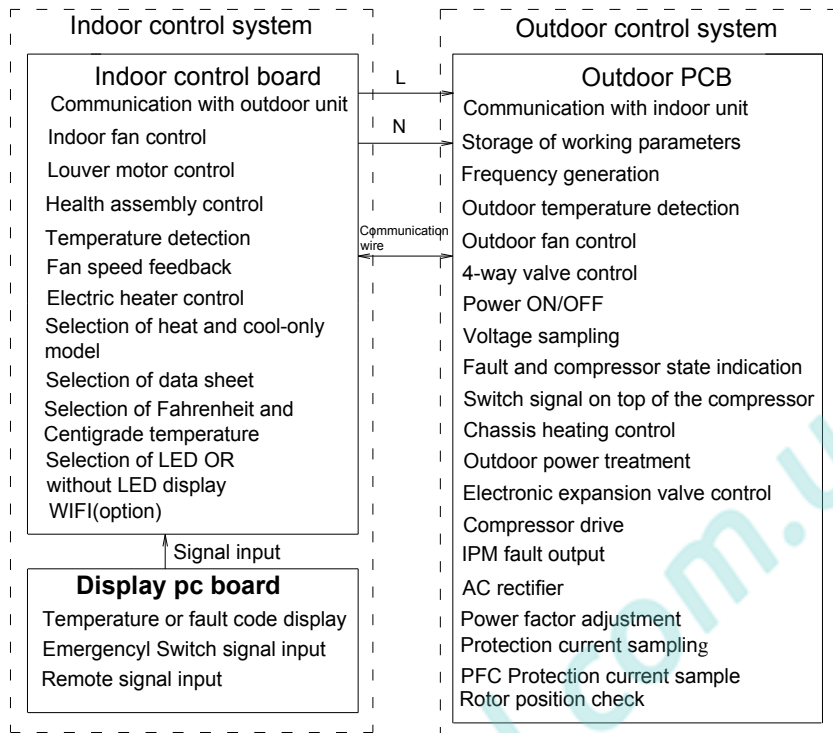 Indoor control system
Indoor control board
Communication with outdoor unit
Indoor fan control
Louver motor control
Health assembly control
Temperature detection
Fan speed feedback
Electric heater control
Selection of heat and cool-only
model
Selection of data sheet
Selection of Fahrenheit and
Centigrade temperature
Selection of LED OR
without LED display
WIFI(option)
Signal input
Display pc board
Temperature or fault code display
Emergencyl Switch signal input
Remote signal input
L
N
Communication
wire
Outdoor control system
Outdoor PCB
Communication with indoor unit
Storage of working parameters
Frequency generation
Outdoor temperature detection
Outdoor fan control
4-way valve control
Power ON/OFF
Voltage sampling
Fault and compressor state indication
Switch signal on top of the compressor
Chassis heating control
Outdoor power treatment
Electronic expansion valve control
Compressor drive
IPM fault output
AC rectifier
Power factor adjustment
Protection current sampling
PFC Protection current sample
Rotor position check
l.com.u